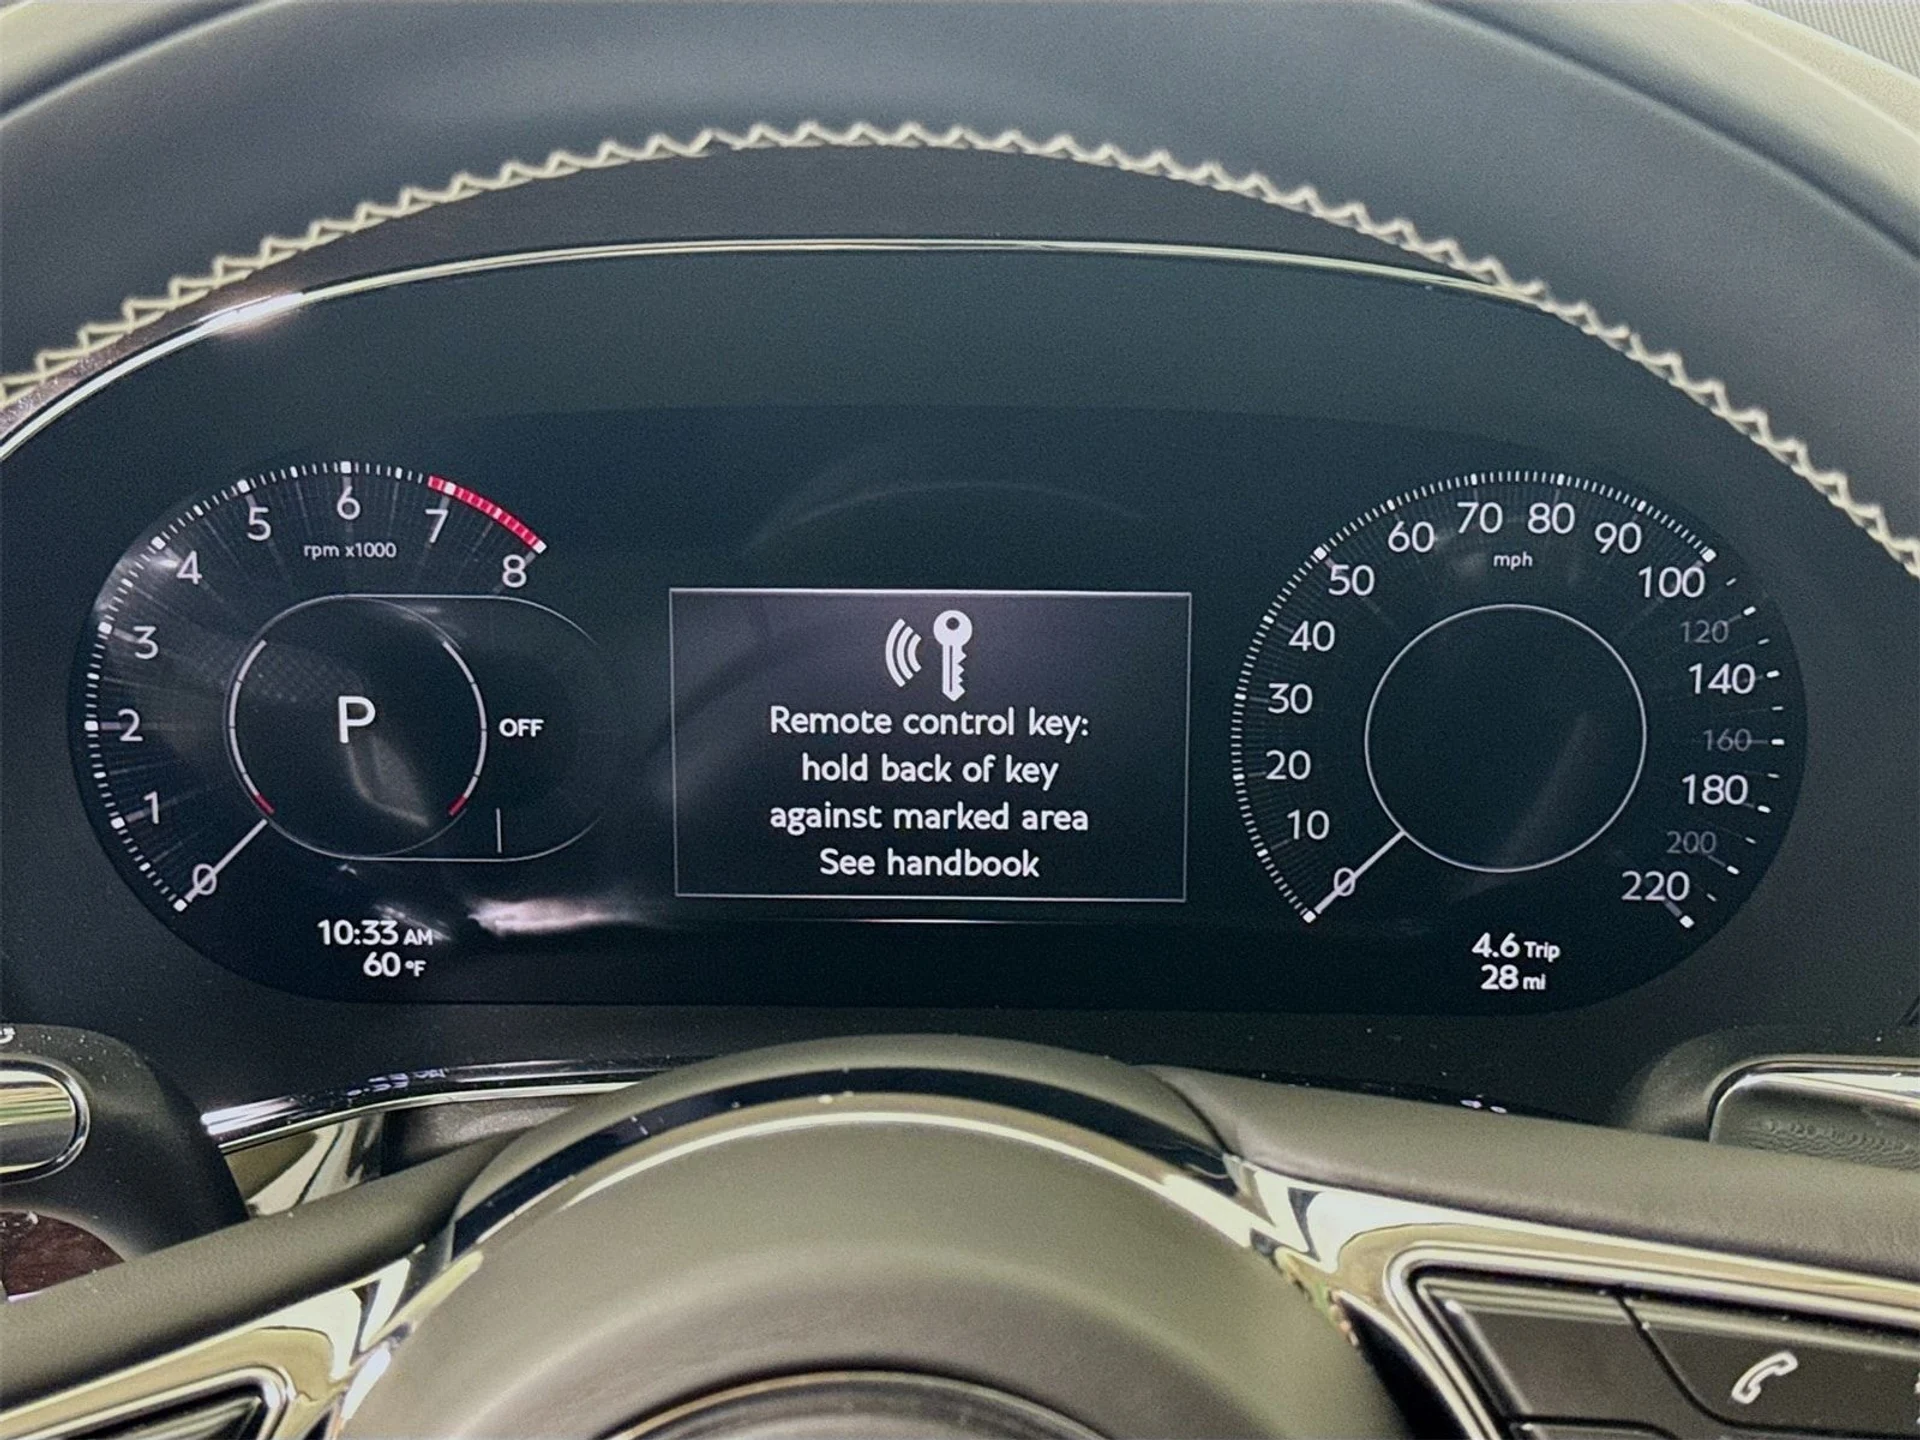 0
1
2
3
4
5
6
7
8
rpm x1000
P
OFF
10:33 AM
60 °F
Remote control key:
hold back of key
against marked area
See handbook
0
10
20
30
40
50
60
70
80
90
100
120
140
160
180
200
220
mph
4.6 Trip
28 mi